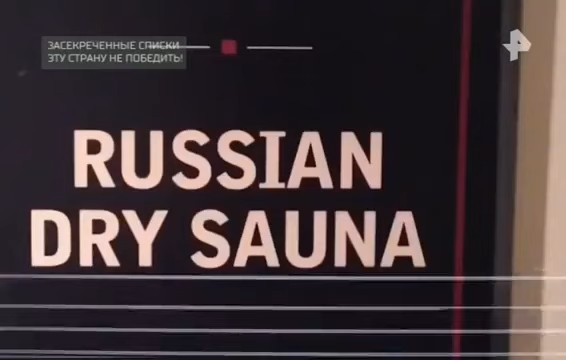 ЗАСЕКРЕЧЕННЫЕ СПИСКИ
ЭТУ СТРАНУ НЕ ПОБЕДИТЬ!
RUSSIAN
DRY SAUNA